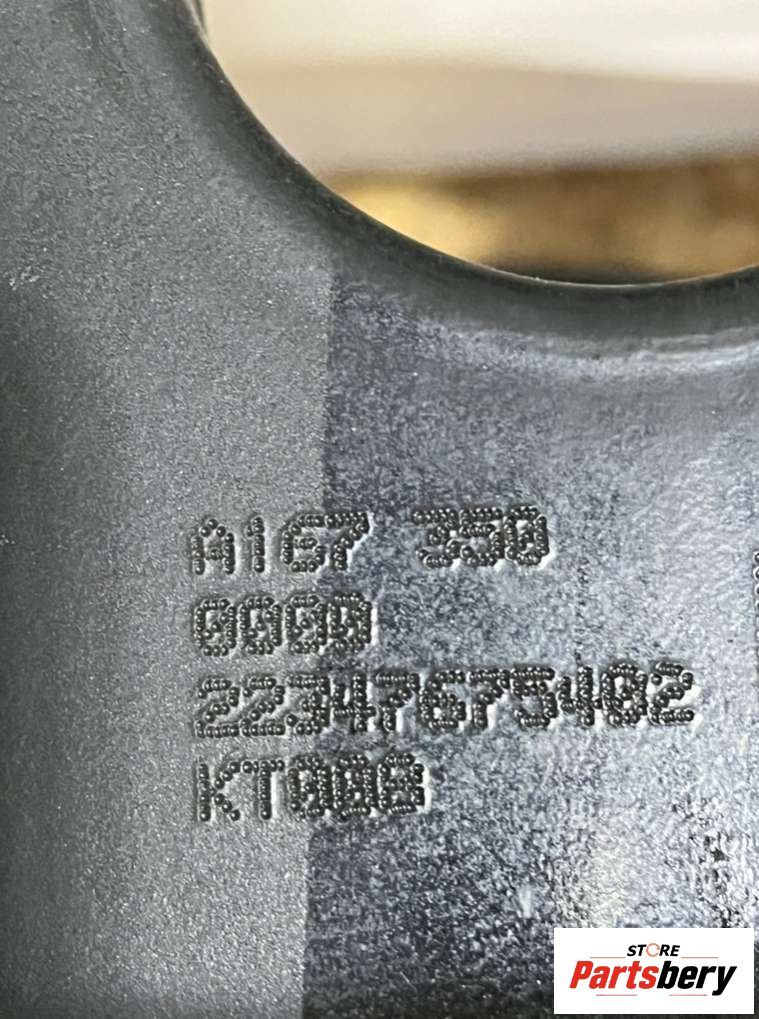 A167 350
0000
22347675402
KT008
STORE
Partsbery